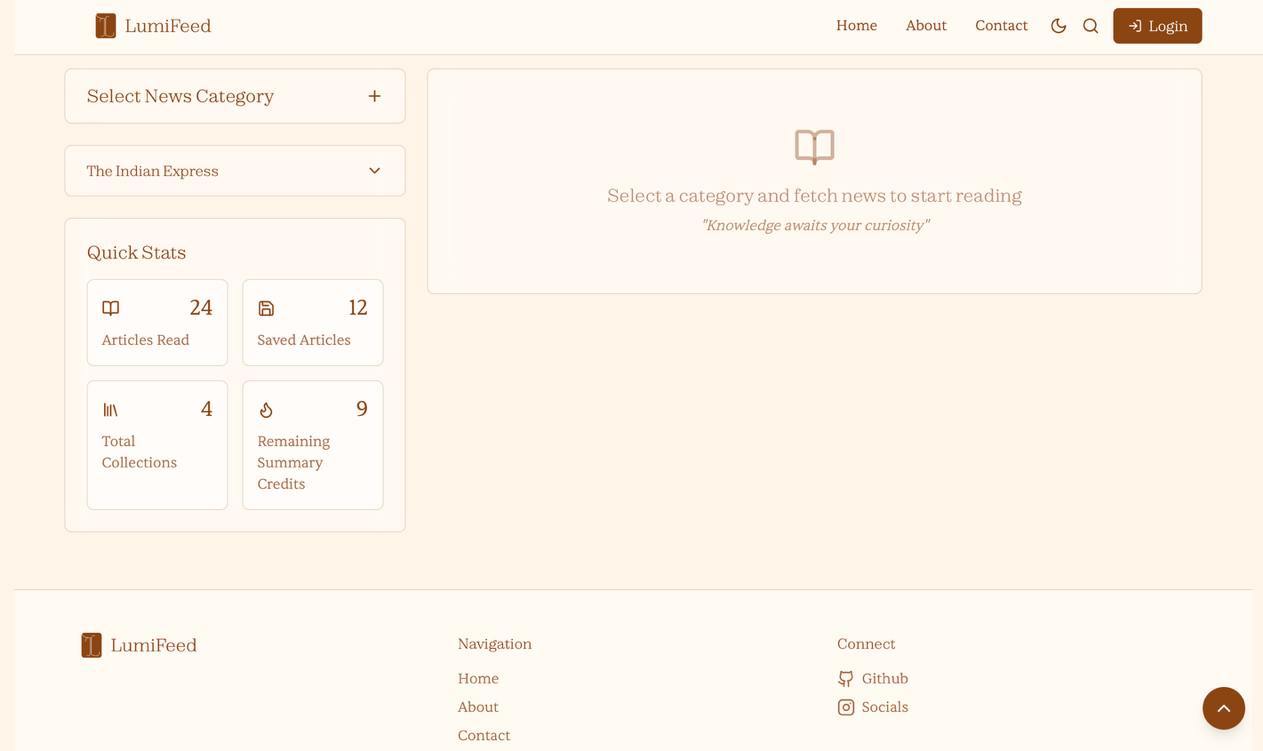 LumiFeed
Home
About
Contact
Login
Select News Category
The Indian Express
Quick Stats
24
Articles Read
12
Saved Articles
4
Total
Collections
9
Remaining
Summary
Credits
Select a category and fetch news to start reading
"Knowledge awaits your curiosity"
LumiFeed
Navigation
Home
About
Contact
Connect
Github
Socials